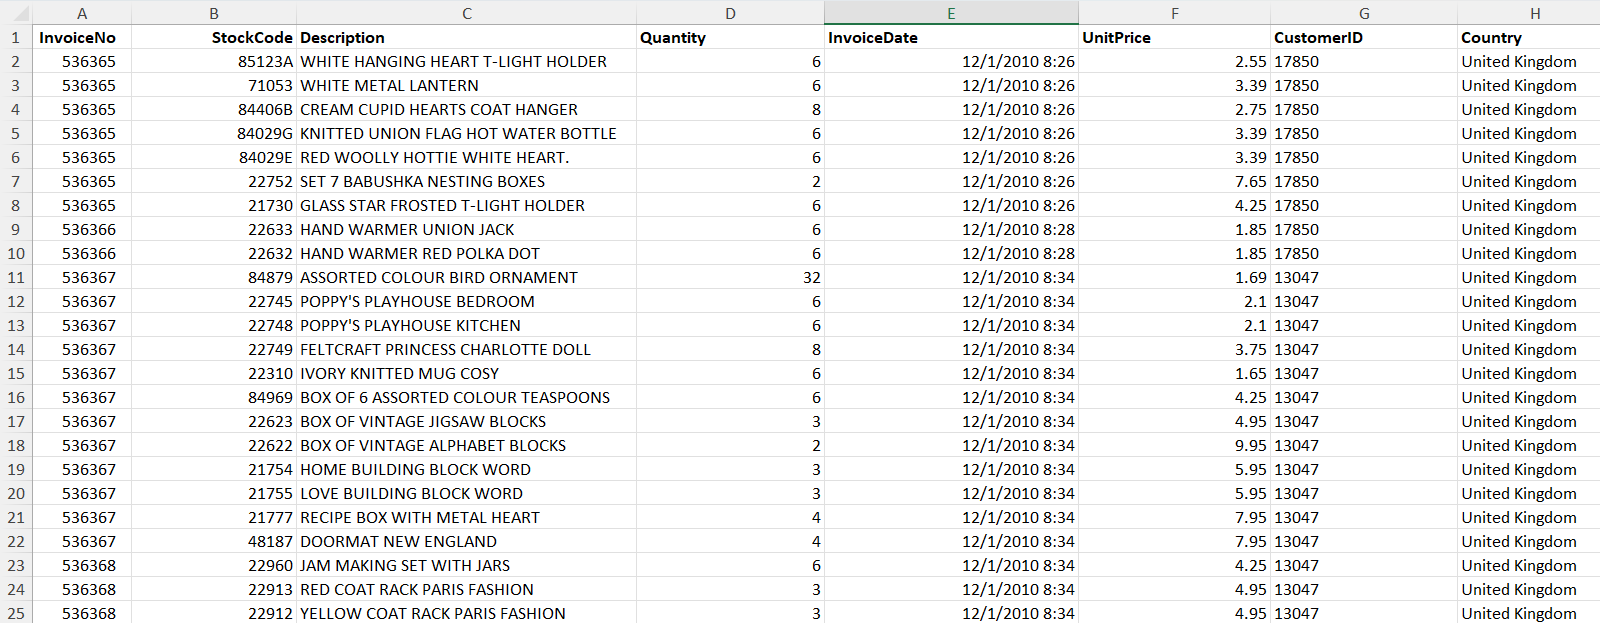 A B C D E F G H
1 InvoiceNo StockCode Description Quantity InvoiceDate UnitPrice CustomerID Country
2 536365 85123A WHITE HANGING HEART T-LIGHT HOLDER 6 12/1/2010 8:26 2.55 17850 United Kingdom
3 536365 71053 WHITE METAL LANTERN 6 12/1/2010 8:26 3.39 17850 United Kingdom
4 536365 84406B CREAM CUPID HEARTS COAT HANGER 8 12/1/2010 8:26 2.75 17850 United Kingdom
5 536365 84029G KNITTED UNION FLAG HOT WATER BOTTLE 6 12/1/2010 8:26 3.39 17850 United Kingdom
6 536365 84029E RED WOOLLY HOTTIE WHITE HEART. 6 12/1/2010 8:26 3.39 17850 United Kingdom
7 536365 22752 SET 7 BABUSHKA NESTING BOXES 2 12/1/2010 8:26 7.65 17850 United Kingdom
8 536365 21730 GLASS STAR FROSTED T-LIGHT HOLDER 6 12/1/2010 8:26 4.25 17850 United Kingdom
9 536366 22633 HAND WARMER UNION JACK 6 12/1/2010 8:28 1.85 17850 United Kingdom
10 536366 22632 HAND WARMER RED POLKA DOT 6 12/1/2010 8:28 1.85 17850 United Kingdom
11 536367 84879 ASSORTED COLOUR BIRD ORNAMENT 32 12/1/2010 8:34 1.69 13047 United Kingdom
12 536367 22745 POPPY'S PLAYHOUSE BEDROOM 6 12/1/2010 8:34 2.1 13047 United Kingdom
13 536367 22748 POPPY'S PLAYHOUSE KITCHEN 6 12/1/2010 8:34 2.1 13047 United Kingdom
14 536367 22749 FELTCRAFT PRINCESS CHARLOTTE DOLL 8 12/1/2010 8:34 3.75 13047 United Kingdom
15 536367 22310 IVORY KNITTED MUG COSY 6 12/1/2010 8:34 1.65 13047 United Kingdom
16 536367 84969 BOX OF 6 ASSORTED COLOUR TEASPOONS 6 12/1/2010 8:34 4.25 13047 United Kingdom
17 536367 22623 BOX OF VINTAGE JIGSAW BLOCKS 3 12/1/2010 8:34 4.95 13047 United Kingdom
18 536367 22622 BOX OF VINTAGE ALPHABET BLOCKS 2 12/1/2010 8:34 9.95 13047 United Kingdom
19 536367 21754 HOME BUILDING BLOCK WORD 3 12/1/2010 8:34 5.95 13047 United Kingdom
20 536367 21755 LOVE BUILDING BLOCK WORD 3 12/1/2010 8:34 5.95 13047 United Kingdom
21 536367 21777 RECIPE BOX WITH METAL HEART 4 12/1/2010 8:34 7.95 13047 United Kingdom
22 536367 48187 DOORMAT NEW ENGLAND 4 12/1/2010 8:34 7.95 13047 United Kingdom
23 536368 22960 JAM MAKING SET WITH JARS 6 12/1/2010 8:34 4.25 13047 United Kingdom
24 536368 22913 RED COAT RACK PARIS FASHION 3 12/1/2010 8:34 4.95 13047 United Kingdom
25 536368 22912 YELLOW COAT RACK PARIS FASHION 3 12/1/2010 8:34 4.95 13047 United Kingdom